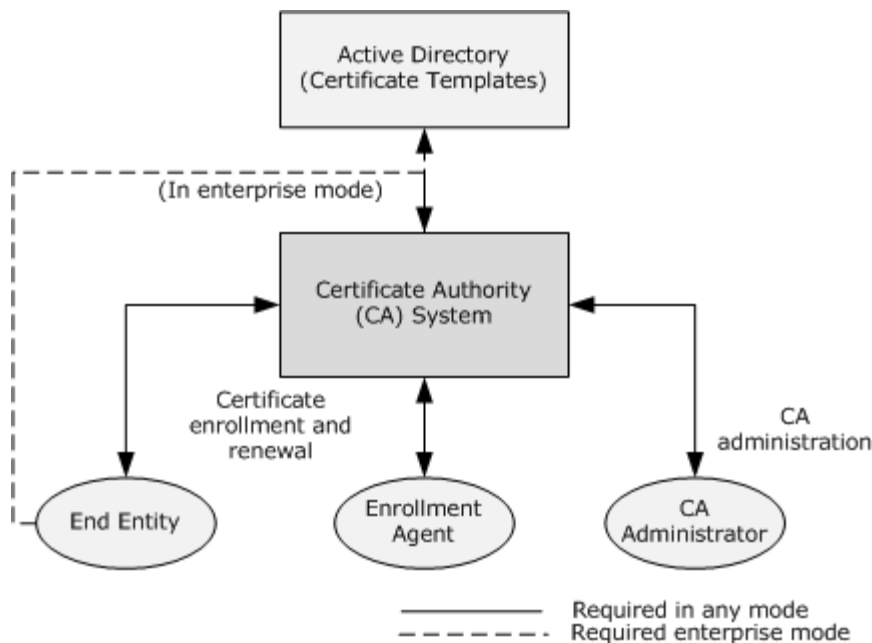 Active Directory
(Certificate Templates)
(In enterprise mode)
Certificate Authority
(CA) System
Certificate
enrollment and
renewal
CA
administration
End Entity
Enrollment
Agent
CA
Administrator
Required in any mode
Required enterprise mode